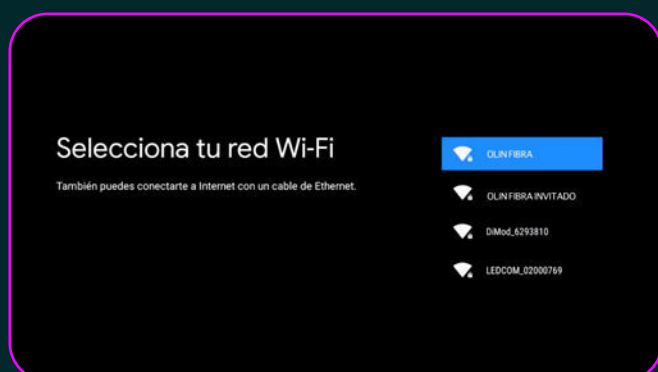 Selecciona tu red Wi-Fi
También puedes conectarte a Internet con un cable de Ethernet.
OLIN FIBRA
OLIN FIBRA INVITADO
DiMod_6293810
LEDCOM_02000769